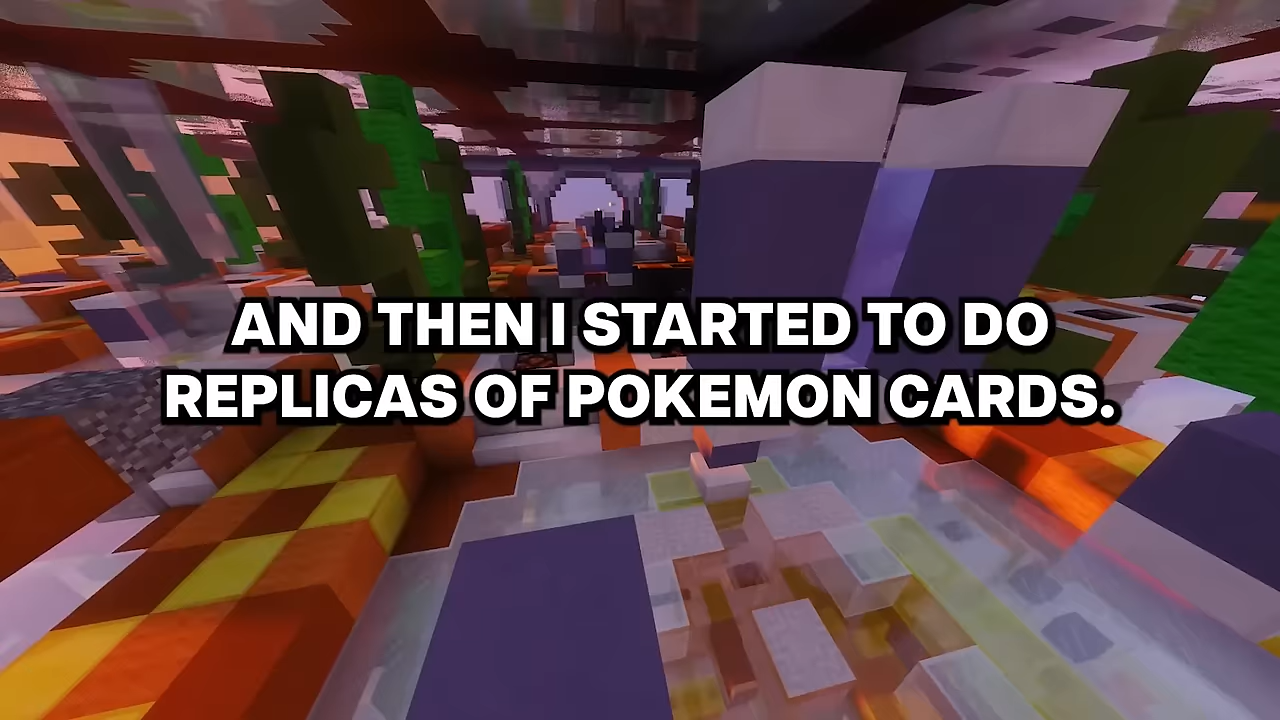 AND THEN I STARTED TO DO
REPLICAS OF POKEMON CARDS.